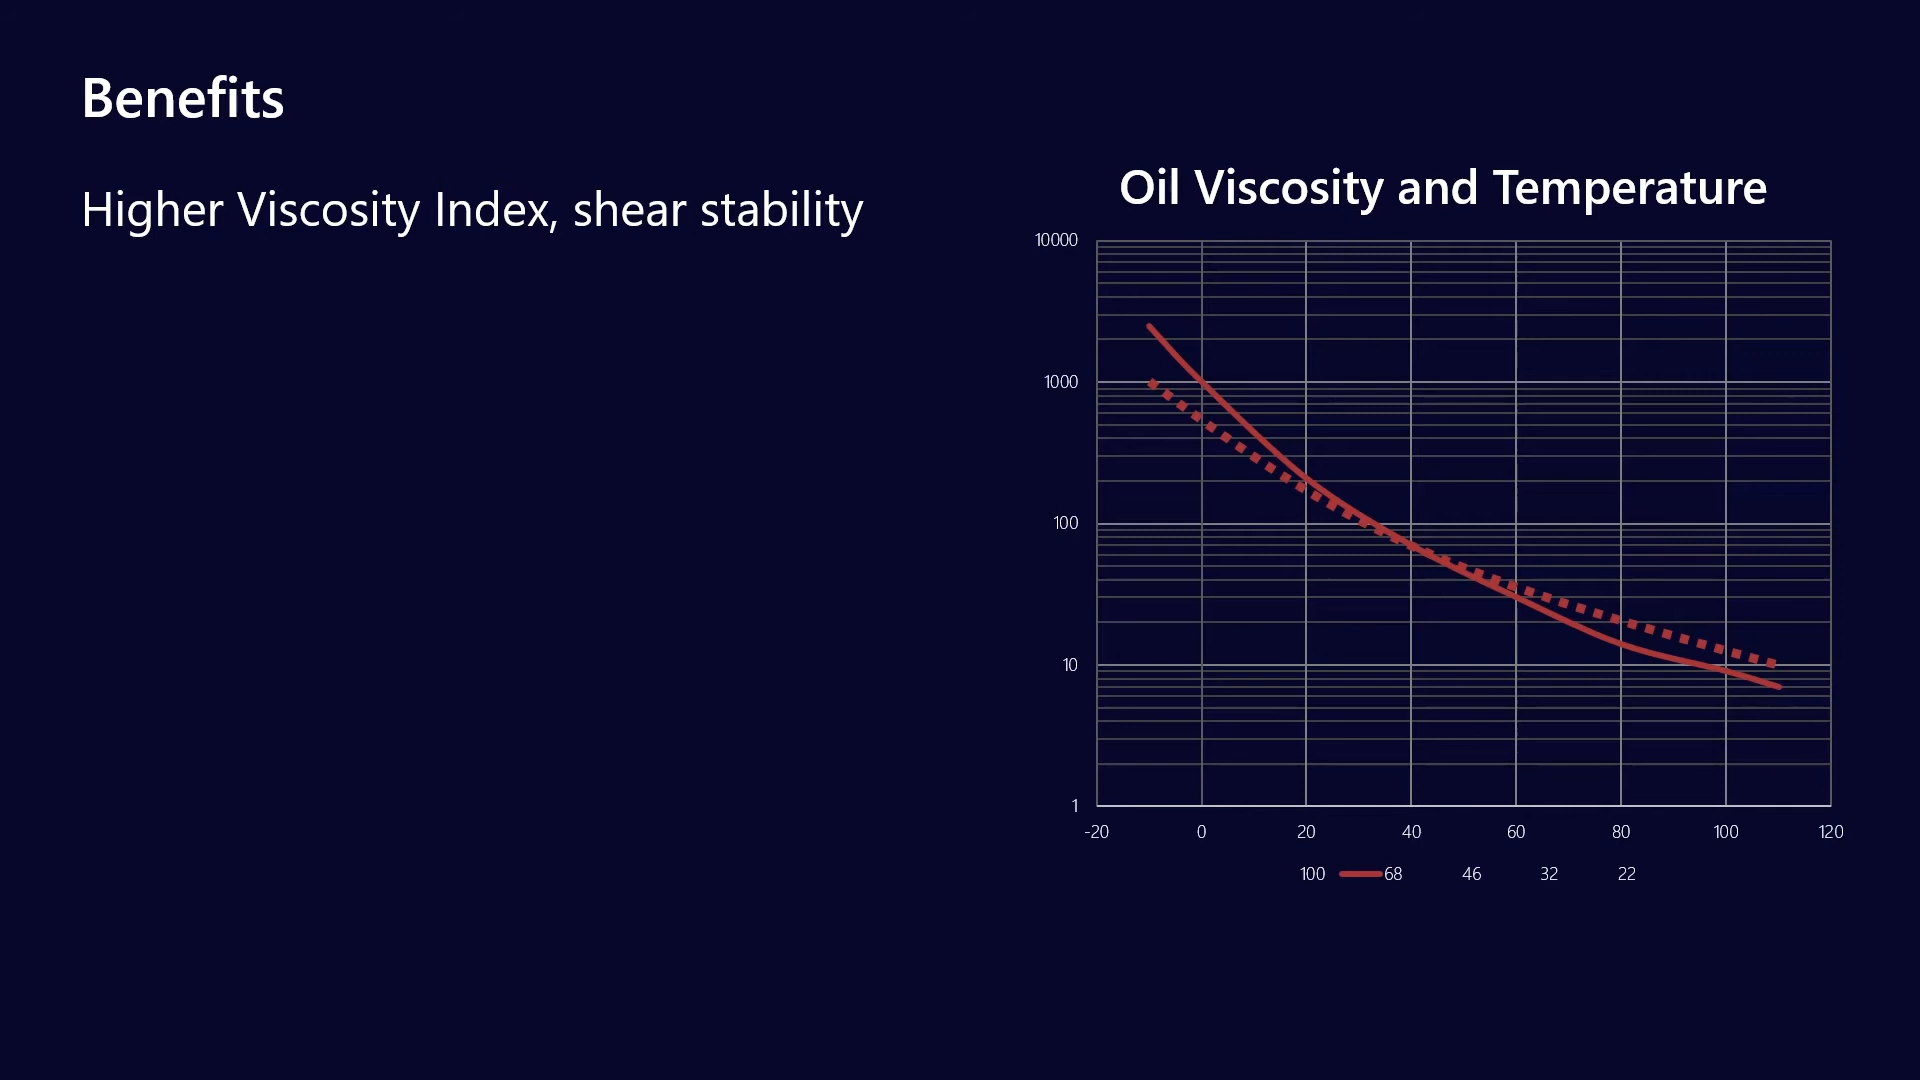 Benefits
Higher Viscosity Index, shear stability
Oil Viscosity and Temperature
10000
1000
100
10
1
-20 0 20 40 60 80 100 120
100 68 46 32 22